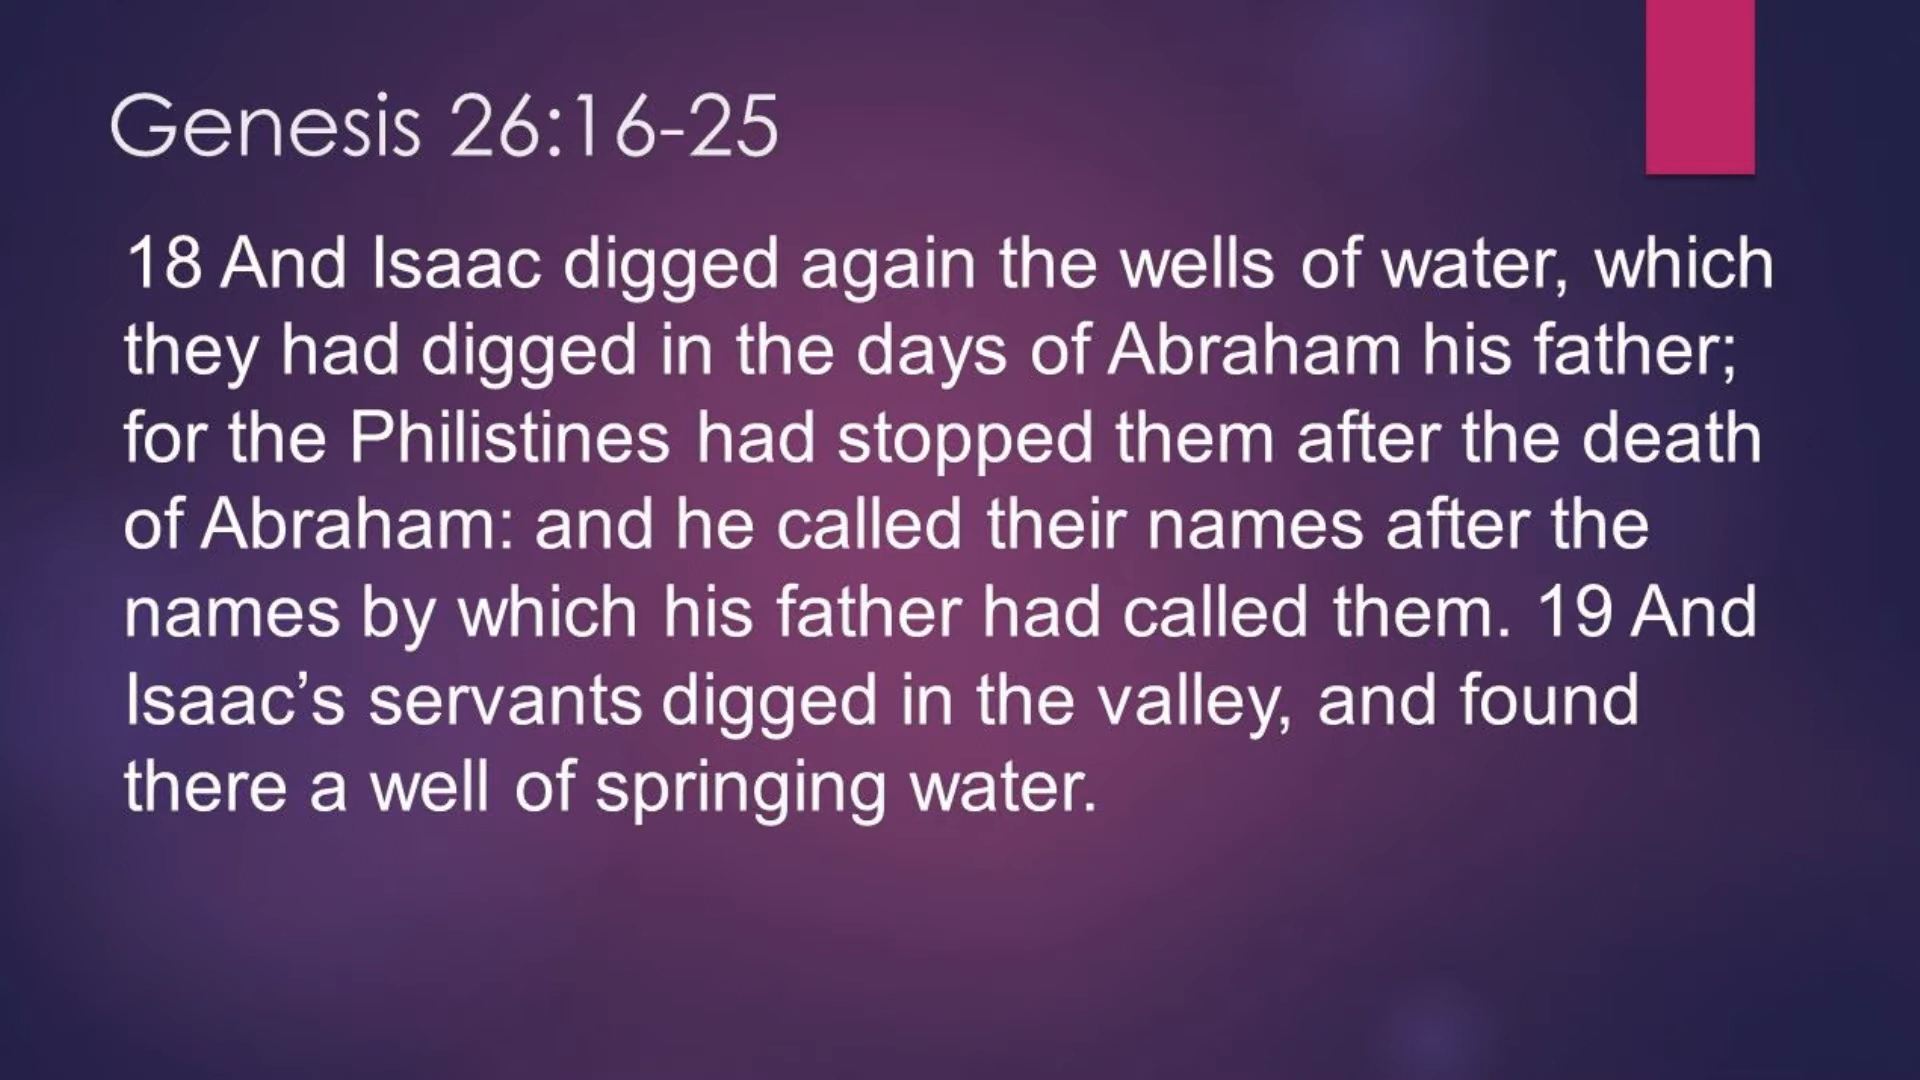 Genesis 26:16-25
18 And Isaac digged again the wells of water, which
they had digged in the days of Abraham his father;
for the Philistines had stopped them after the death
of Abraham: and he called their names after the
names by which his father had called them. 19 And
Isaac’s servants digged in the valley, and found
there a well of springing water.